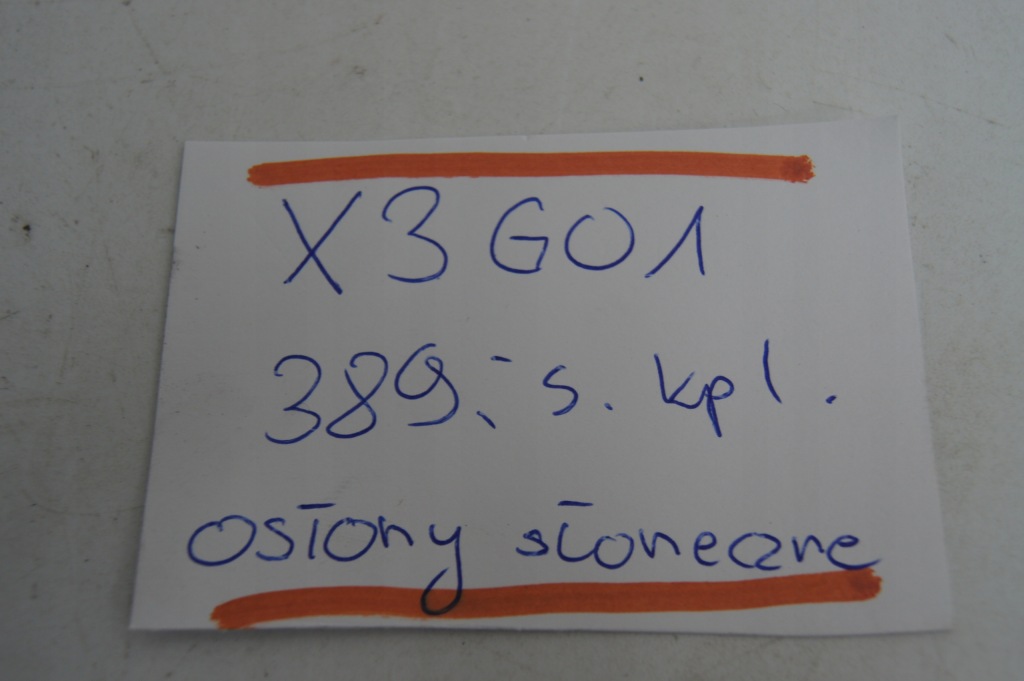 X3 G01
389,- s. kpl.
osłony słoneczne